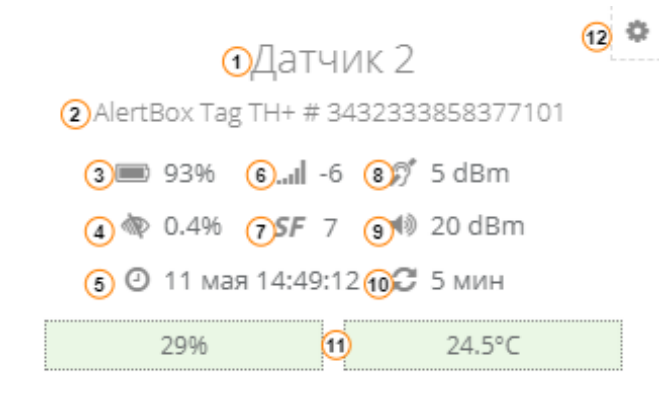 12
1 Датчик 2
2 AlertBox Tag TH+ # 3432333858377101
3 93% 6 -6 8 5 dBm
4 0.4% 7 SF 7 9 20 dBm
5 11 мая 14:49:12 10 5 мин
29% 11 24.5°C